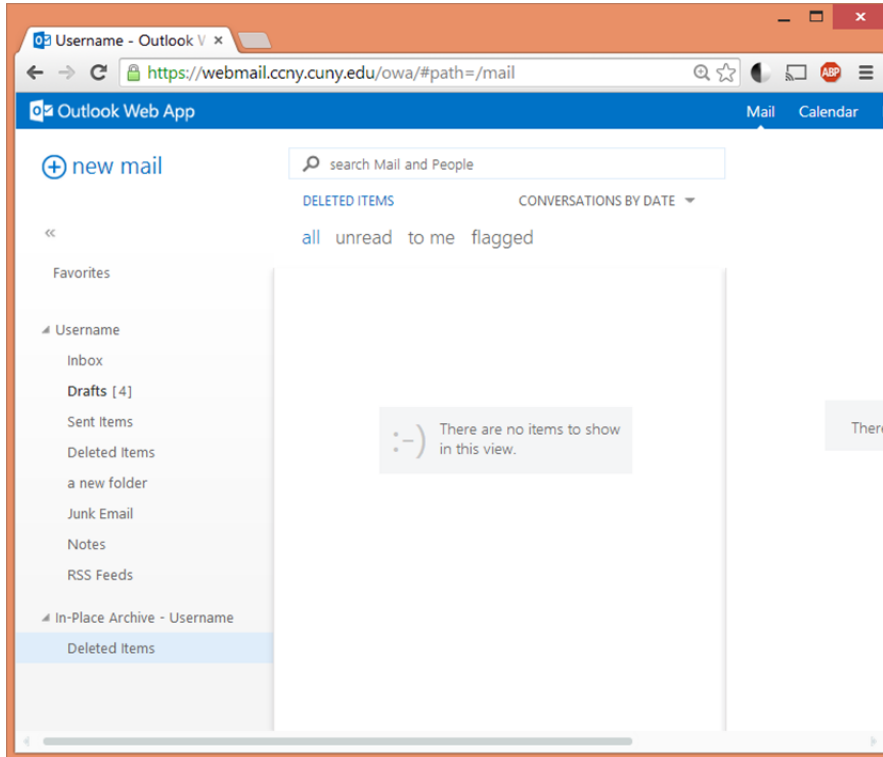 Username - Outlook V
https://webmail.ccny.cuny.edu/owa/#path=/mail
ABP
Outlook Web App
Mail Calendar
new mail
search Mail and People
DELETED ITEMS CONVERSATIONS BY DATE
all unread to me flagged
Favorites
Username
Inbox
Drafts [4]
Sent Items
Deleted Items
a new folder
Junk Email
Notes
RSS Feeds
In-Place Archive - Username
Deleted Items
:-)
There are no items to show
in this view.
There